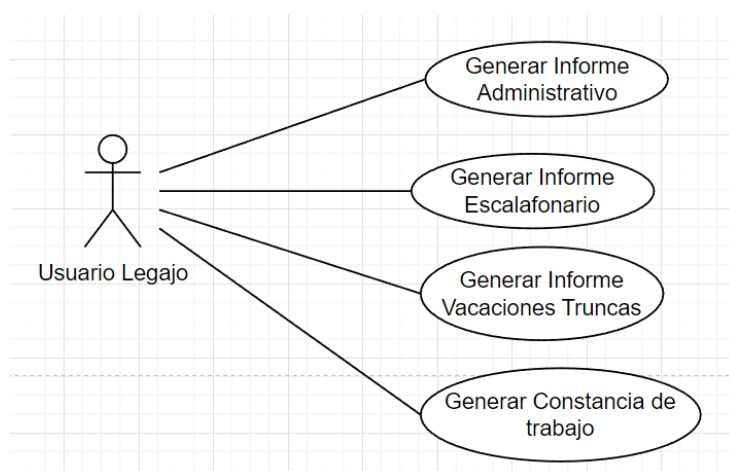 Generar Informe
Administrativo
Generar Informe
Escalafonario
Usuario Legajo
Generar Informe
Vacaciones Truncas
Generar Constancia de
trabajo